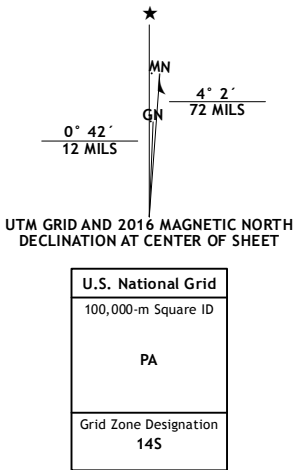 ★
MN
GN
4° 2´
72 MILS
0° 42´
12 MILS
UTM GRID AND 2016 MAGNETIC NORTH
DECLINATION AT CENTER OF SHEET
U.S. National Grid
100,000-m Square ID
PA
Grid Zone Designation
14S